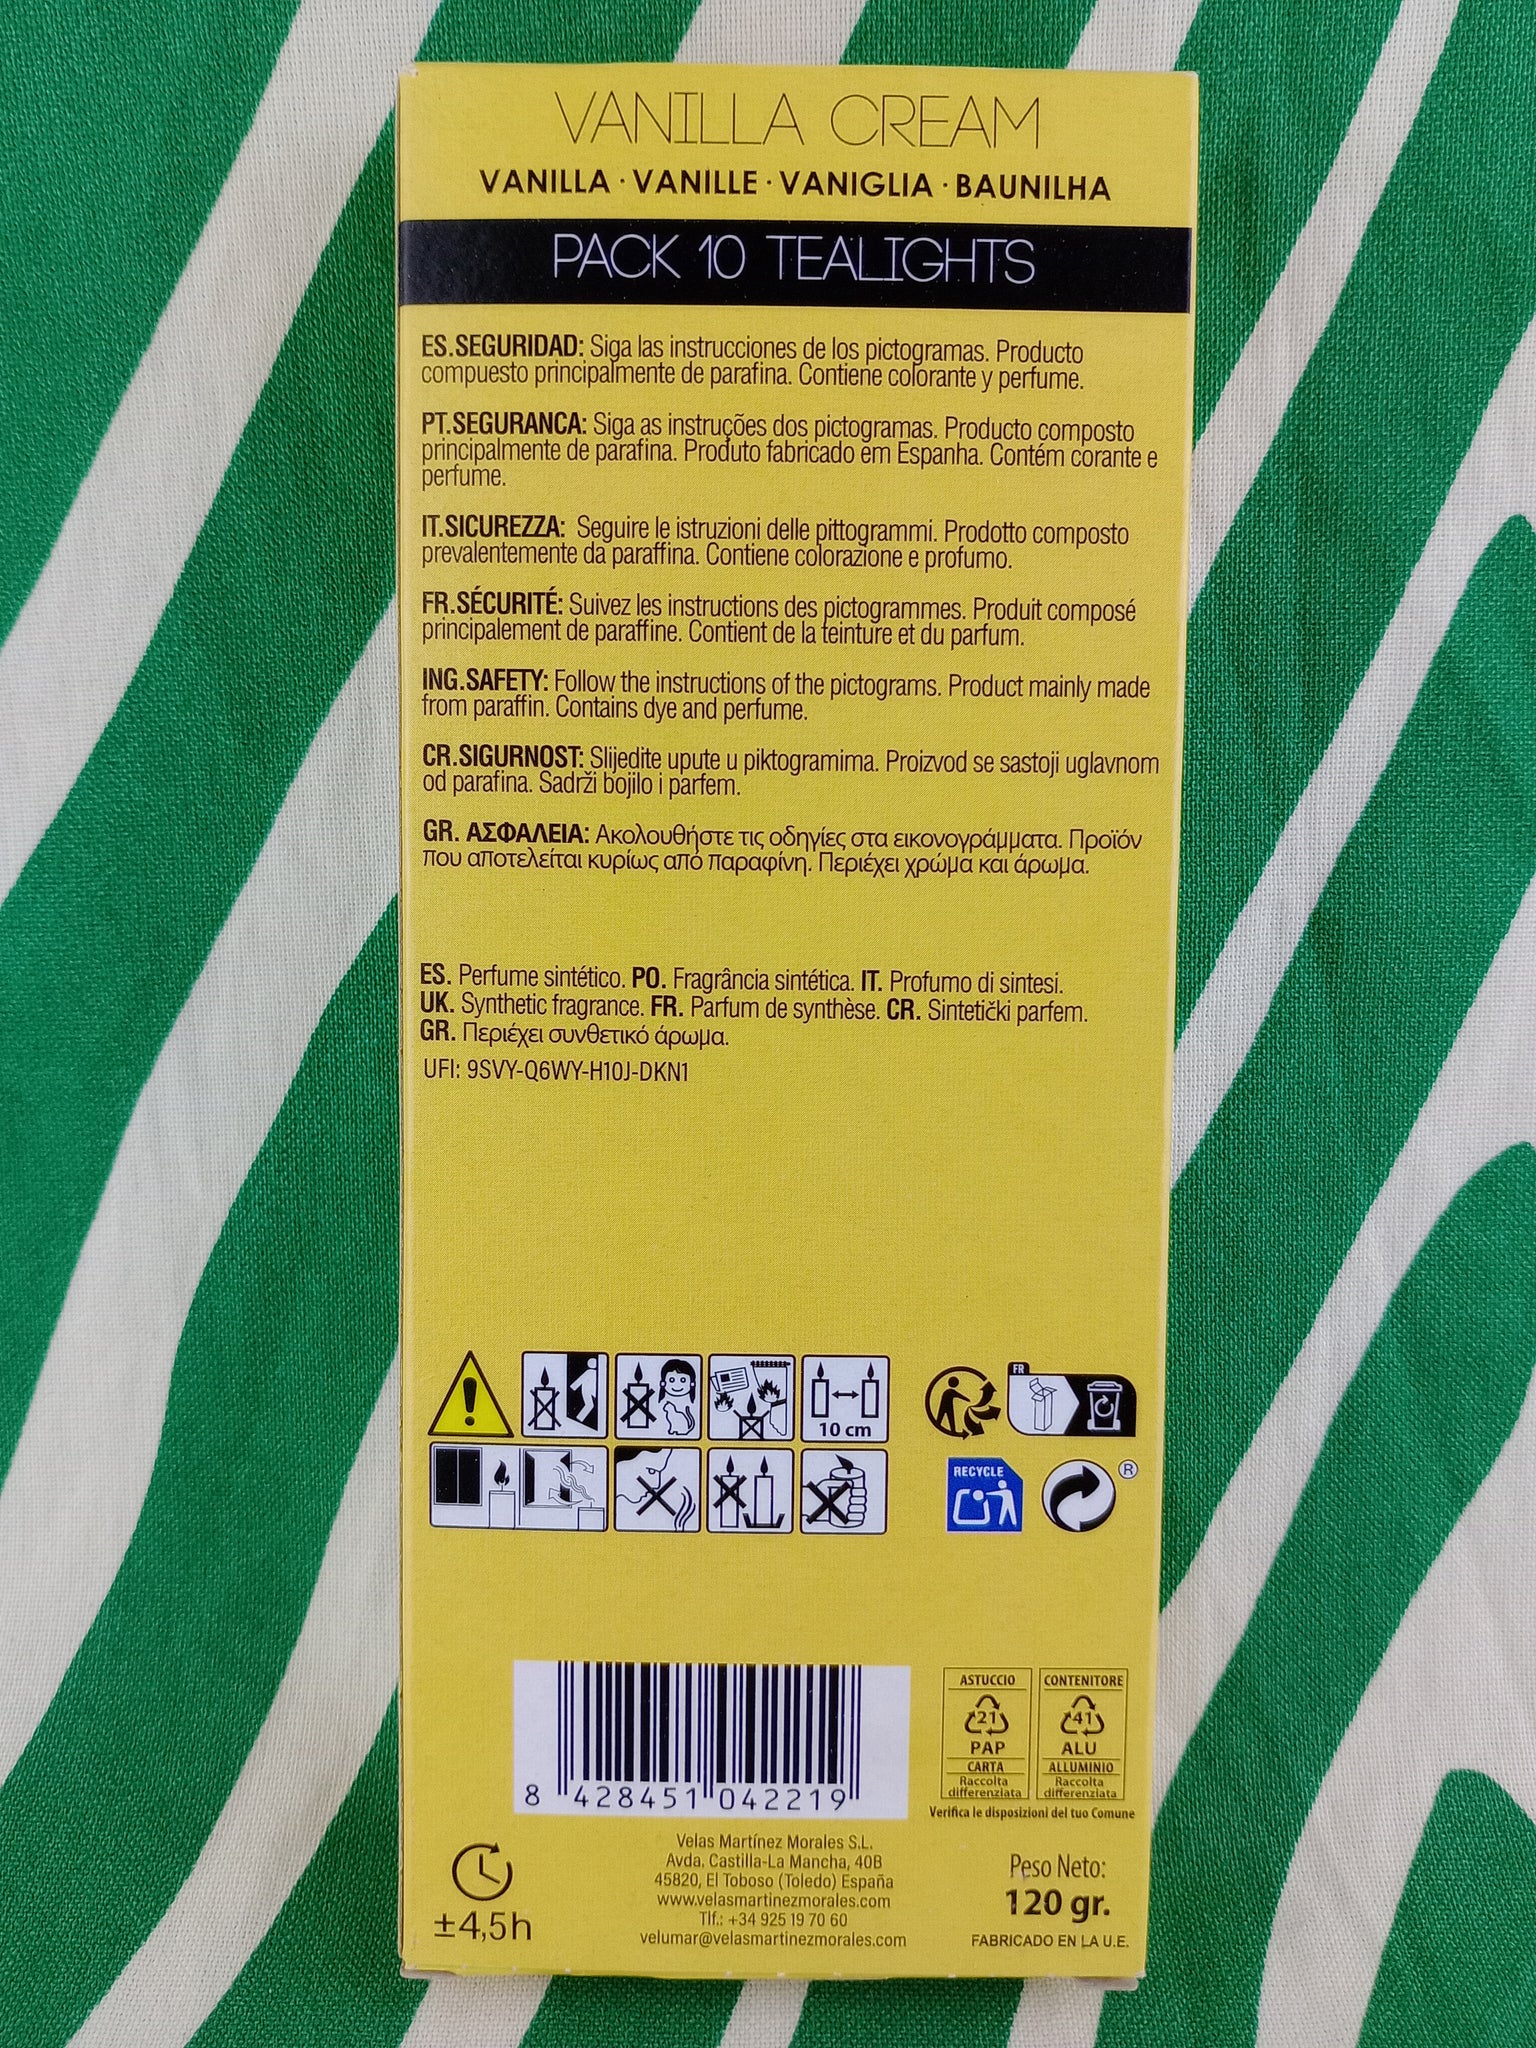 VANILLA CREAM
VANILLA · VANILLE · VANIGLIA · BAUNILHA
PACK 10 TEALIGHTS
ES.SEGURIDAD: Siga las instrucciones de los pictogramas. Producto
compuesto principalmente de parafina. Contiene colorante y perfume.
PT.SEGURANCA: Siga as instruções dos pictogramas. Producto composto
principalmente de parafina. Produto fabricado em Espanha. Contém corante e
perfume.
IT.SICUREZZA: Seguire le istruzioni delle pittogrammi. Prodotto composto
prevalentemente da paraffina. Contiene colorazione e profumo.
FR.SÉCURITÉ: Suivez les instructions des pictogrammes. Produit composé
principalement de paraffine. Contient de la teinture et du parfum.
ING.SAFETY: Follow the instructions of the pictograms. Product mainly made
from paraffin. Contains dye and perfume.
CR.SIGURNOST: Slijedite upute u piktogramima. Proizvod se sastoji uglavnom
od parafina. Sadrži bojilo i parfem.
GR. ΑΣΦΑΛΕΙΑ: Ακολουθήστε τις οδηγίες στα εικονογράμματα. Προϊόν
που αποτελείται κυρίως από παραφίνη. Περιέχει χρώμα και άρωμα.
ES. Perfume sintético. PO. Fragrância sintética. IT. Profumo di sintesi.
UK. Synthetic fragrance. FR. Parfum de synthèse. CR. Sintetički parfem.
GR. Περιέχει συνθετικό άρωμα.
UFI: 9SVY-Q6WY-H10J-DKN1
10 cm
FR
RECYCLE
®
ASTUCCIO
21
PAP
CARTA
Raccolta
differenziata
CONTENITORE
41
ALU
ALLUMINIO
Raccolta
differenziata
Verifica le disposizioni del tuo Comune
8 428451 042219
±4,5h
Velas Martínez Morales S.L.
Avda. Castilla-La Mancha, 40B
45820, El Toboso (Toledo) España
www.velasmartinezmorales.com
Tlf.: +34 925 19 70 60
velumar@velasmartinezmorales.com
Peso Neto:
120 gr.
FABRICADO EN LA U.E.